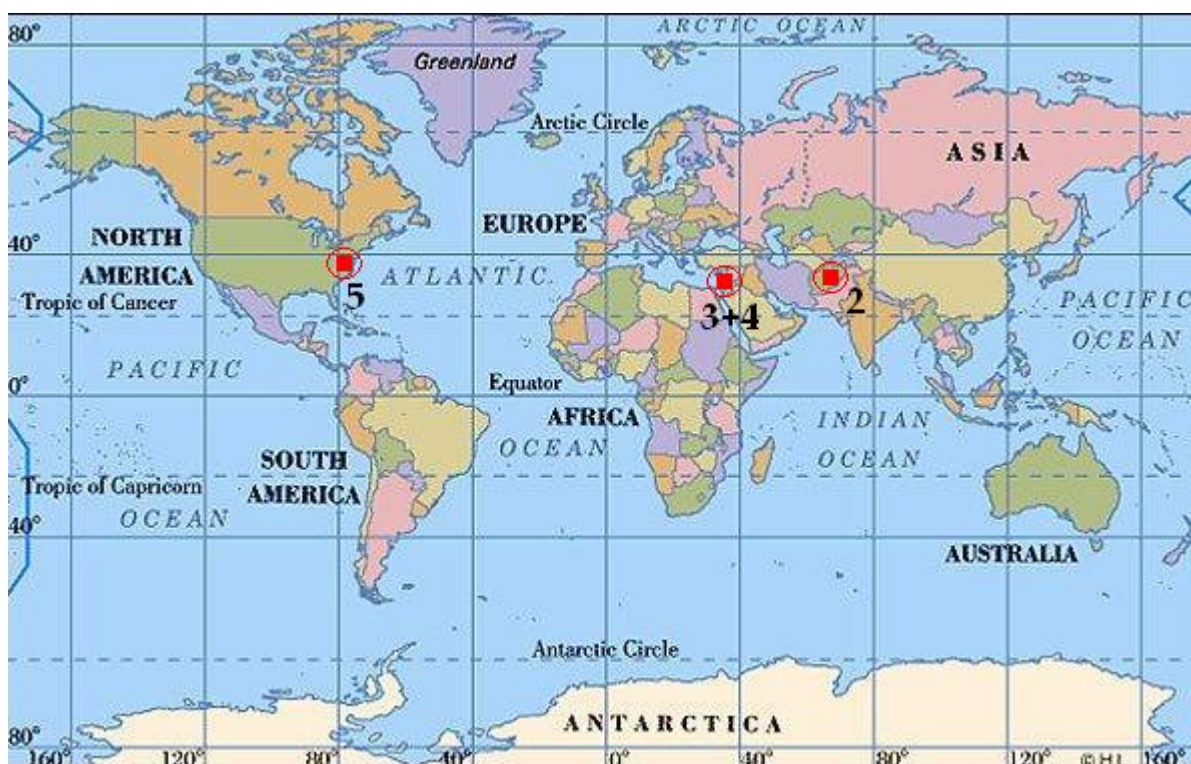 80°
ARCTIC OCEAN
Greenland
Arctic Circle
ASIA
EUROPE
NORTH
AMERICA
40°
ATLANTIC
5
3+4
2
Tropic of Cancer
PACIFIC
OCEAN
PACIFIC
0°
Equator
AFRICA
OCEAN
INDIAN
OCEAN
SOUTH
AMERICA
Tropic of Capricorn
OCEAN
40°
AUSTRALIA
Antarctic Circle
ANTARCTICA
80°
160° 120° 80° 40° 0° 40° 80° 120° 160°